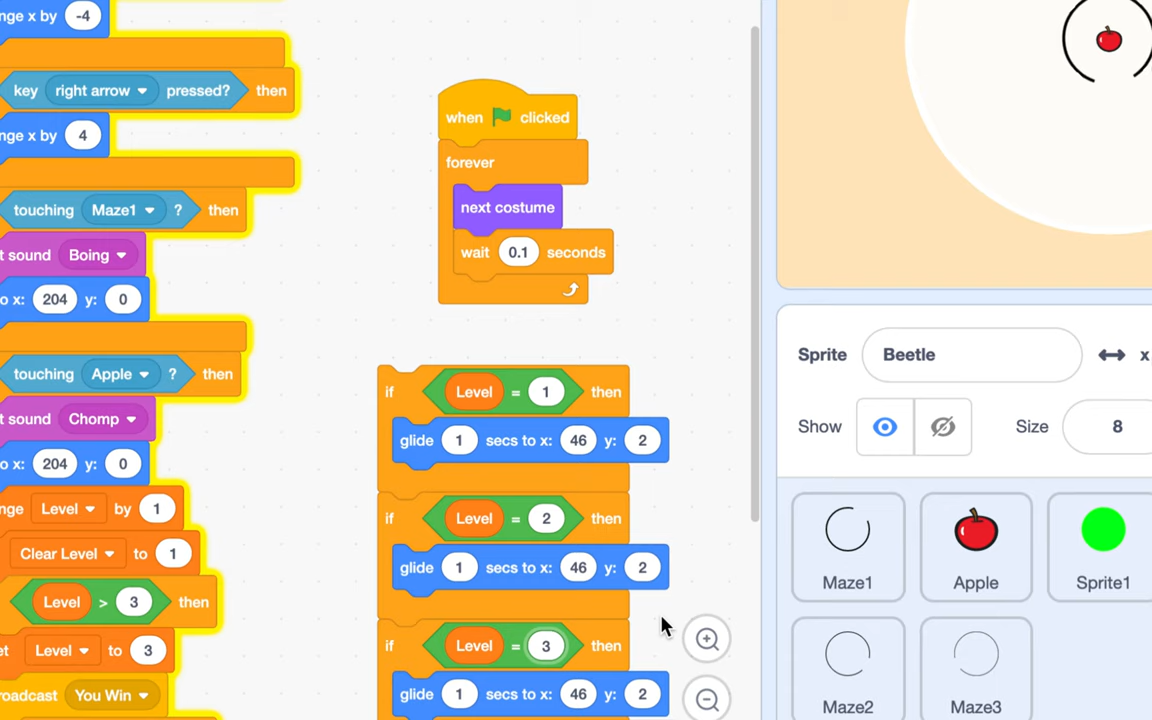 nge x by -4
key right arrow pressed? then
nge x by 4
touching Maze1 ? then
t sound Boing
o x: 204 y: 0
touching Apple ? then
t sound Chomp
o x: 204 y: 0
nge Level by 1
Clear Level to 1
Level > 3 then
et Level to 3
roadcast You Win
when clicked
forever
next costume
wait 0.1 seconds
if Level = 1 then
glide 1 secs to x: 46 y: 2
if Level = 2 then
glide 1 secs to x: 46 y: 2
if Level = 3 then
glide 1 secs to x: 46 y: 2
Sprite Beetle x
Show Size 8
Maze1 Apple Sprite1
Maze2 Maze3